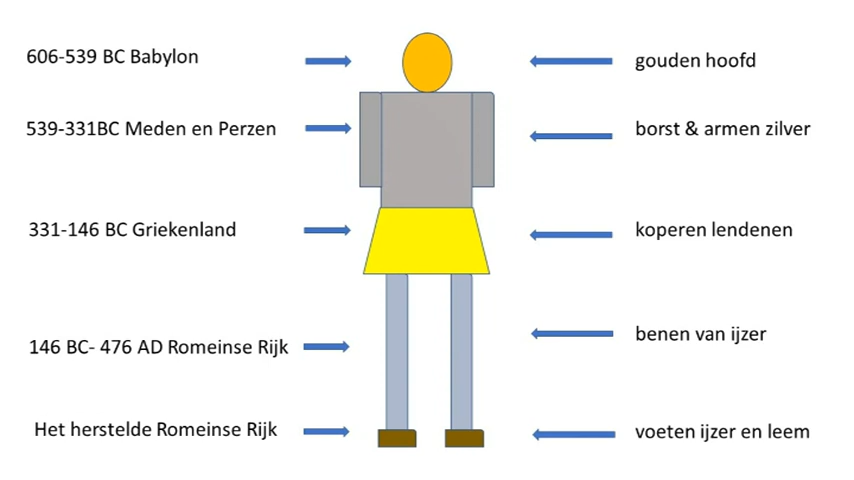 606-539 BC Babylon
gouden hoofd
539-331BC Meden en Perzen
borst & armen zilver
331-146 BC Griekenland
koperen lendenen
146 BC- 476 AD Romeinse Rijk
benen van ijzer
Het herstelde Romeinse Rijk
voeten ijzer en leem